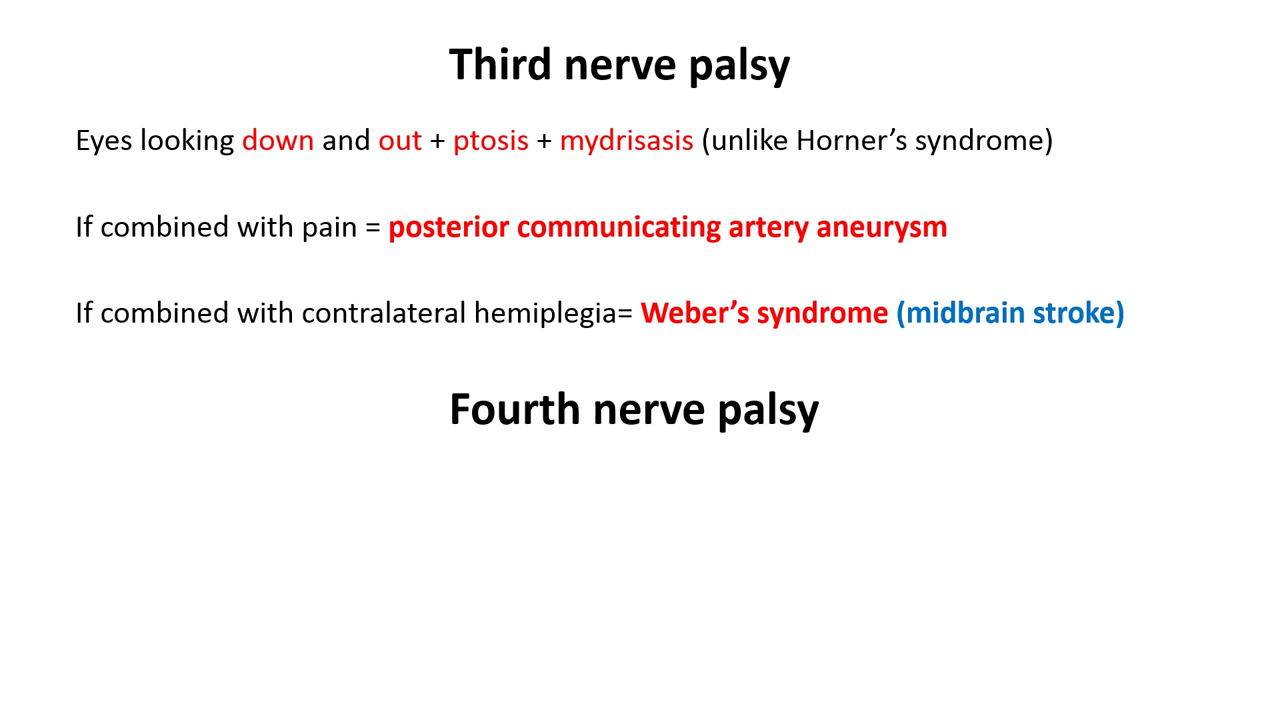 Third nerve palsy
Eyes looking down and out + ptosis + mydrisasis (unlike Horner’s syndrome)
If combined with pain = posterior communicating artery aneurysm
If combined with contralateral hemiplegia= Weber’s syndrome (midbrain stroke)
Fourth nerve palsy